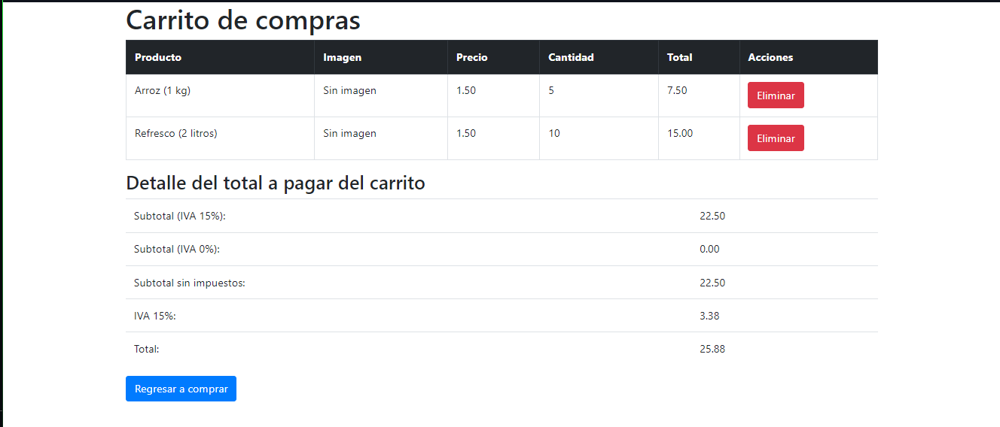 Carrito de compras
Producto Imagen Precio Cantidad Total Acciones
Arroz (1 kg) Sin imagen 1.50 5 7.50 Eliminar
Refresco (2 litros) Sin imagen 1.50 10 15.00 Eliminar
Detalle del total a pagar del carrito
Subtotal (IVA 15%): 22.50
Subtotal (IVA 0%): 0.00
Subtotal sin impuestos: 22.50
IVA 15%: 3.38
Total: 25.88
Regresar a comprar